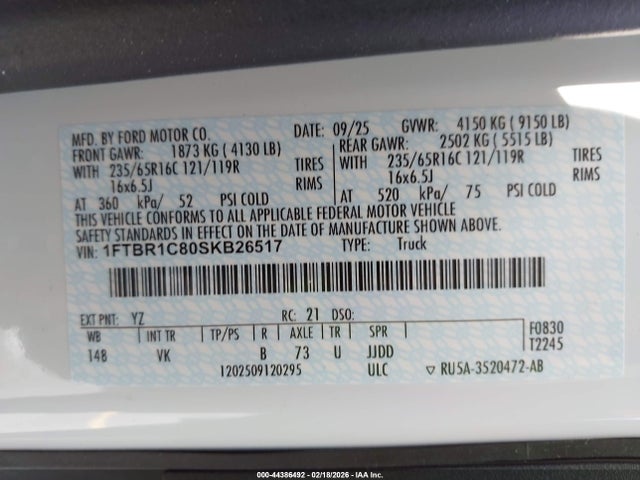 MFD. BY FORD MOTOR CO. DATE: 09/25 GVWR: 4150 KG ( 9150 LB)
FRONT GAWR: 1873 KG ( 4130 LB) REAR GAWR: 2502 KG ( 5515 LB)
WITH 235/65R16C 121/119R TIRES WITH 235/65R16C 121/119R TIRES
16x6.5J RIMS 16x6.5J RIMS
AT 360 kPa/ 52 PSI COLD AT 520 kPa/ 75 PSI COLD
THIS VEHICLE CONFORMS TO ALL APPLICABLE FEDERAL MOTOR VEHICLE
SAFETY STANDARDS IN EFFECT ON THE DATE OF MANUFACTURE SHOWN ABOVE.
VIN: 1FTBR1C80SKB26517 TYPE: Truck
EXT PNT: YZ RC: 21 DSO:
WB INT TR TP/PS R AXLE TR SPR F0830
148 VK B 73 U JJDD T2245
1202509120295 ULC ▽ RU5A-3520472-AB
000-44386492 - 02/18/2026 - IAAI.COM